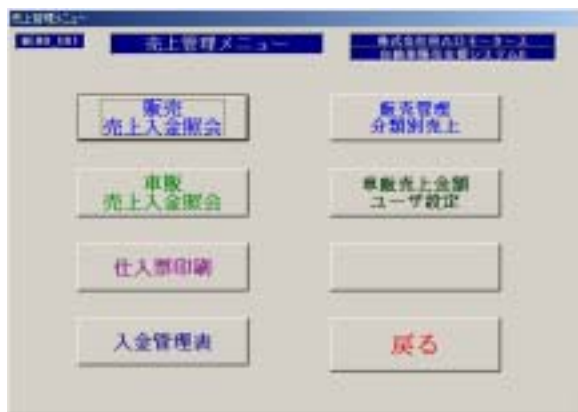 売上管理メニュー
売上管理メニュー
販売
売上入金照会
販売管理
分類別売上
車販
売上入金照会
車販売上金額
ユーザ設定
仕入票印刷
入金管理表
戻る